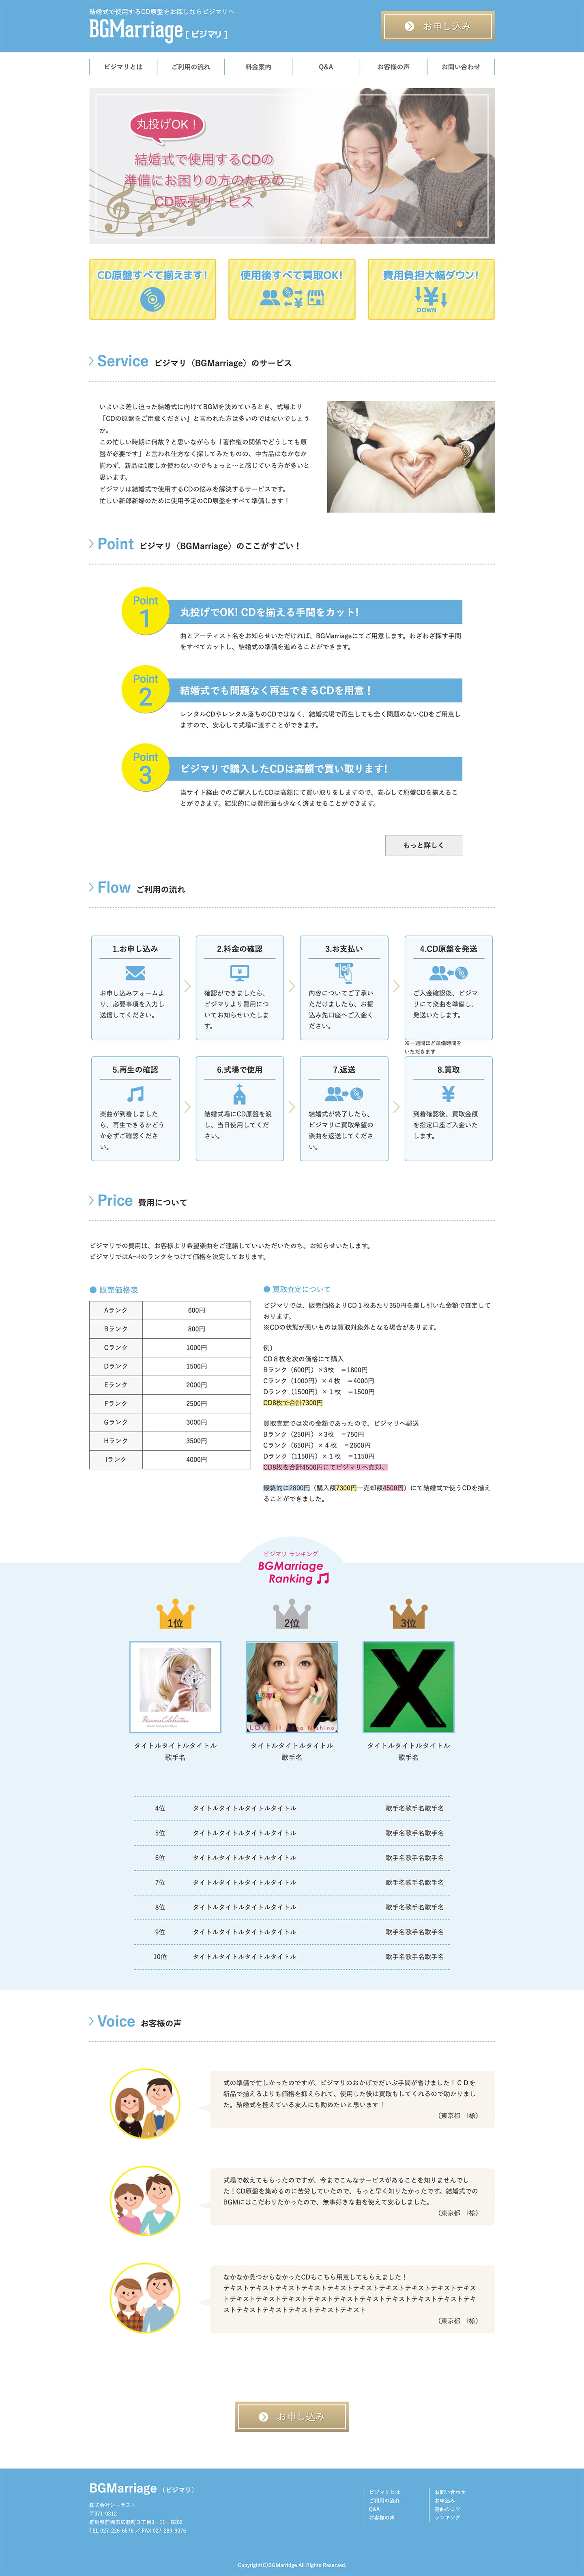 結婚式で使用するCD原盤をお探しならビジマリへ
BGMarriage [ ビジマリ ]
お申し込み
ビジマリとは
ご利用の流れ
料金案内
Q&A
お客様の声
お問い合わせ
丸投げOK！
結婚式で使用するCDの
準備にお困りの方のための
CD販売サービス
CD原盤すべて揃えます!
使用後すべて買取OK!
費用負担大幅ダウン!
DOWN
Service ビジマリ（BGMarriage）のサービス
いよいよ差し迫った結婚式に向けてBGMを決めているとき、式場より
「CDの原盤をご用意ください」と言われた方は多いのではないでしょう
か。
この忙しい時期に何故？と思いながらも「著作権の関係でどうしても原
盤が必要です」と言われ仕方なく探してみたものの、中古品はなかなか
揃わず、新品は1度しか使わないのでちょっと…と感じている方が多いと
思います。
ビジマリは結婚式で使用するCDの悩みを解決するサービスです。
忙しい新郎新婦のために使用予定のCD原盤をすべて準備します！
Point ビジマリ（BGMarriage）のここがすごい！
Point
1
丸投げでOK! CDを揃える手間をカット!
曲とアーティスト名をお知らせいただければ、BGMarriageにてご用意します。わざわざ探す手間
をすべてカットし、結婚式の準備を進めることができます。
Point
2
結婚式でも問題なく再生できるCDを用意！
レンタルCDやレンタル落ちのCDではなく、結婚式場で再生しても全く問題のないCDをご用意し
ますので、安心して式場に渡すことができます。
Point
3
ビジマリで購入したCDは高額で買い取ります!
当サイト経由でのご購入したCDは高額にて買い取りをしますので、安心して原盤CDを揃えるこ
とができます。結果的には費用面も少なく済ませることができます。
もっと詳しく
Flow ご利用の流れ
1.お申し込み
お申し込みフォームよ
り、必要事項を入力し
送信してください。
2.料金の確認
確認ができましたら、
ビジマリより費用につ
いてお知らせいたしま
す。
3.お支払い
内容についてご了承い
ただけましたら、お振
込み先口座へご入金く
ださい。
4.CD原盤を発送
ご入金確認後、ビジマ
リにて楽曲を準備し、
発送いたします。
※一週間ほど準備時間を
いただきます
5.再生の確認
楽曲が到着しました
ら、再生できるかどう
か必ずご確認くださ
い。
6.式場で使用
結婚式場にCD原盤を渡
し、当日使用してくだ
さい。
7.返送
結婚式が終了したら、
ビジマリに買取希望の
楽曲を返送してくださ
い。
8.買取
到着確認後、買取金額
を指定口座ご入金いた
します。
Price 費用について
ビジマリでの費用は、お客様より希望楽曲をご連絡していいただいたのち、お知らせいたします。
ビジマリではA〜Iのランクをつけて価格を決定しております。
● 販売価格表
Aランク 600円
Bランク 800円
Cランク 1000円
Dランク 1500円
Eランク 2000円
Fランク 2500円
Gランク 3000円
Hランク 3500円
Iランク 4000円
● 買取査定について
ビジマリでは、販売価格よりCD１枚あたり350円を差し引いた金額で査定して
おります。
※CDの状態が悪いものは買取対象外となる場合があります。
例）
CD８枚を次の価格にて購入
Bランク（600円）×3枚　＝1800円
Cランク（1000円）× 4 枚　＝4000円
Dランク（1500円）× 1 枚　＝1500円
CD8枚で合計7300円
買取査定では次の金額であったので、ビジマリへ郵送
Bランク（250円）×3枚　＝750円
Cランク（650円）× 4 枚　＝2600円
Dランク（1150円）× 1 枚　＝1150円
CD8枚を合計4500円にてビジマリへ売却。
最終的に2800円（購入額7300円－売却額4500円）にて結婚式で使うCDを揃え
ることができました。
ビジマリ ランキング
BGMarriage
Ranking
1位
2位
3位
LOVE
タイトルタイトルタイトル
歌手名
タイトルタイトルタイトル
歌手名
タイトルタイトルタイトル
歌手名
4位 タイトルタイトルタイトルタイトル 歌手名歌手名歌手名
5位 タイトルタイトルタイトルタイトル 歌手名歌手名歌手名
6位 タイトルタイトルタイトルタイトル 歌手名歌手名歌手名
7位 タイトルタイトルタイトルタイトル 歌手名歌手名歌手名
8位 タイトルタイトルタイトルタイトル 歌手名歌手名歌手名
9位 タイトルタイトルタイトルタイトル 歌手名歌手名歌手名
10位 タイトルタイトルタイトルタイトル 歌手名歌手名歌手名
Voice お客様の声
式の準備で忙しかったのですが、ビジマリのおかげでだいぶ手間が省けました！ＣＤを
新品で揃えるよりも価格を抑えられて、使用した後は買取もしてくれるので助かりまし
た。結婚式を控えている友人にも勧めたいと思います！
（東京都　I様）
式場で教えてもらってのですが、今までこんなサービスがあることを知りませんでし
た！CD原盤を集めるのに苦労していたので、もっと早く知りたかったです。結婚式での
BGMにはこだわりたかったので、無事好きな曲を使えて安心しました。
（東京都　I様）
なかなか見つからなかったCDもこちら用意してもらえました！
テキストテキストテキストテキストテキストテキストテキストテキストテキストテキス
トテキストテキストテキストテキストテキストテキストテキストテキストテキストテキ
ストテキストテキストテキストテキストテキスト
（東京都　I様）
お申し込み
BGMarriage （ビジマリ）
株式会社シーラスト
〒371-0812
群馬県前橋市広瀬町３丁目2－11－B202
TEL 027-226-6576 ／ FAX 027-289-9076
ビジマリとは
ご利用の流れ
Q&A
お客様の声
お問い合わせ
お申込み
選曲のコツ
ランキング
Copyright(C)BGMarridge All Rights Reserved.